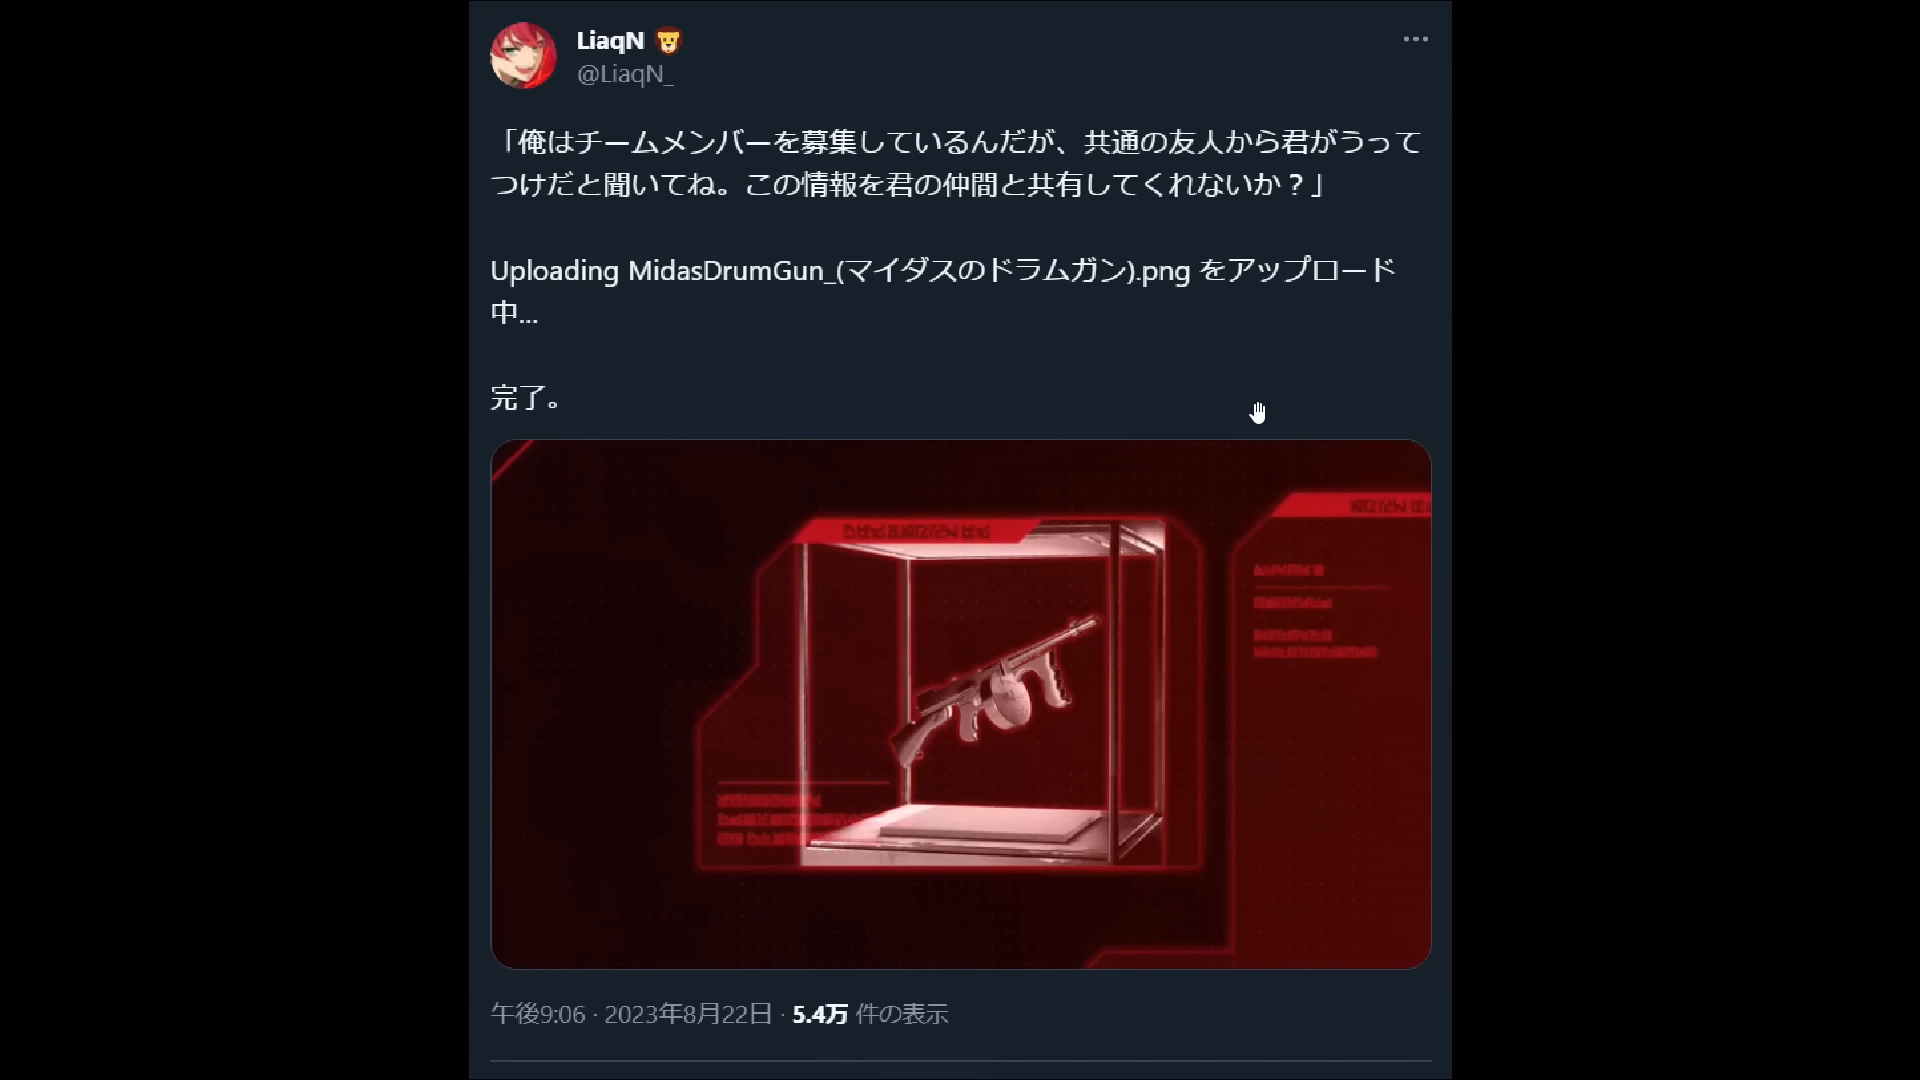 LiaqN
@LiaqN_
「俺はチームメンバーを募集しているんだが、共通の友人から君がうって
つけだと聞いてね。この情報を君の仲間と共有してくれないか？」
Uploading MidasDrumGun_(マイダスのドラムガン).png をアップロード
中...
完了。
午後9:06 · 2023年8月22日 · 5.4万 件の表示